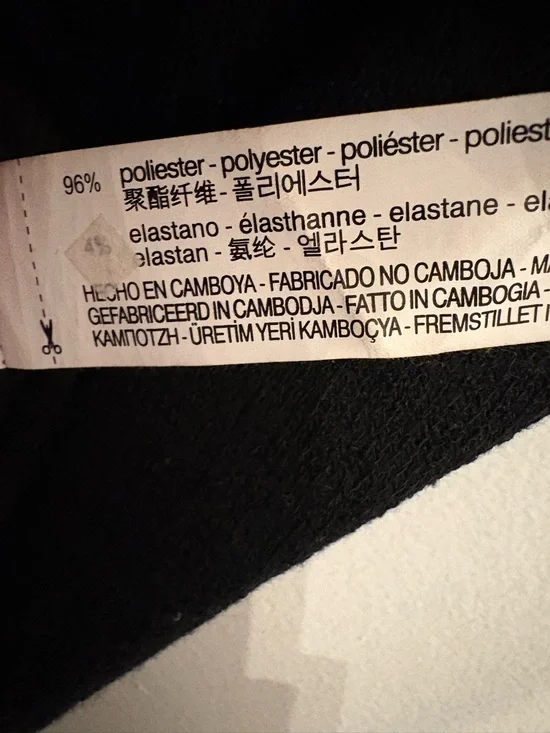 96% poliester - polyester - poliéster - poliest
聚酯纤维 - 폴리에스터
4% elastano - élasthanne - elastane - el
elastan - 氨纶 - 엘라스탄
HECHO EN CAMBOYA - FABRICADO NO CAMBOJA - MA
GEFABRICEERD IN CAMBODJA - FATTO IN CAMBOGIA -
ΚΑΜΠΟΤΖΗ - ÜRETİM YERİ KAMBOÇYA - FREMSTILLET I